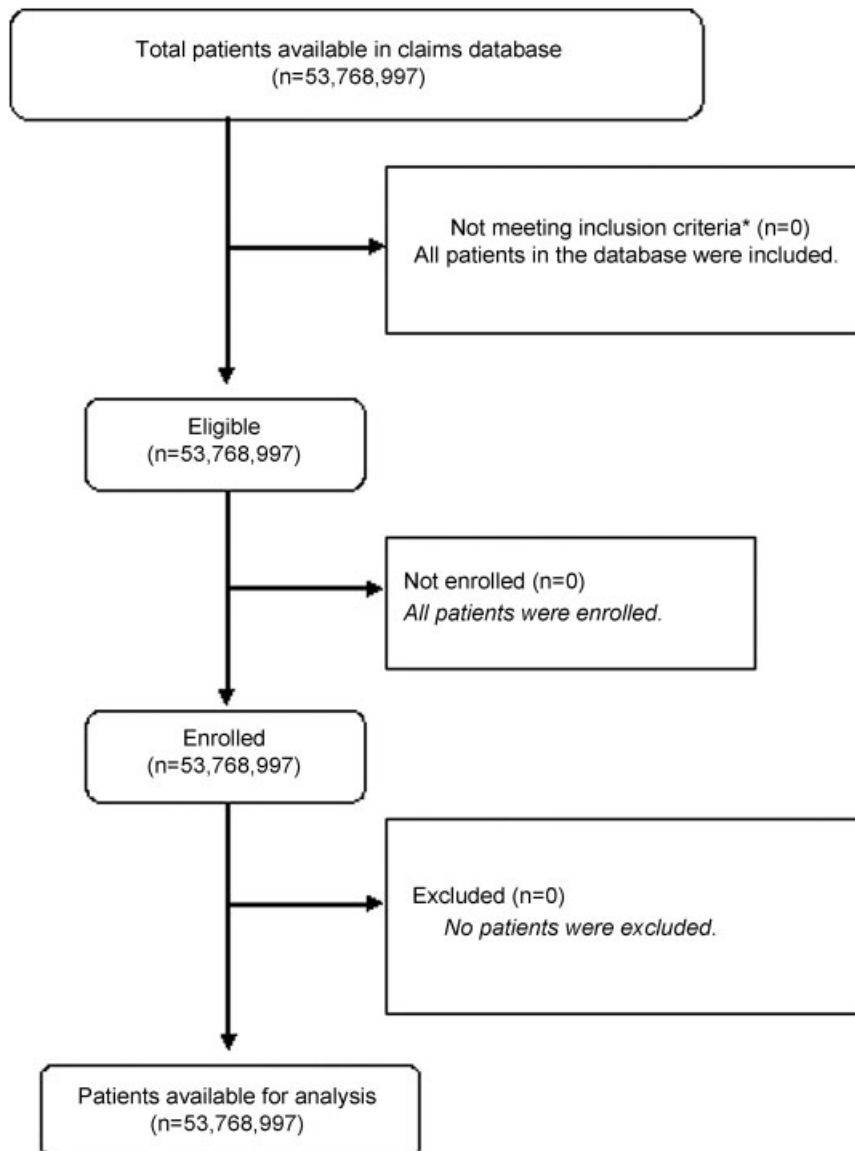 Total patients available in claims database
(n=53,768,997)
Not meeting inclusion criteria* (n=0)
All patients in the database were included.
Eligible
(n=53,768,997)
Not enrolled (n=0)
All patients were enrolled.
Enrolled
(n=53,768,997)
Excluded (n=0)
No patients were excluded.
Patients available for analysis
(n=53,768,997)